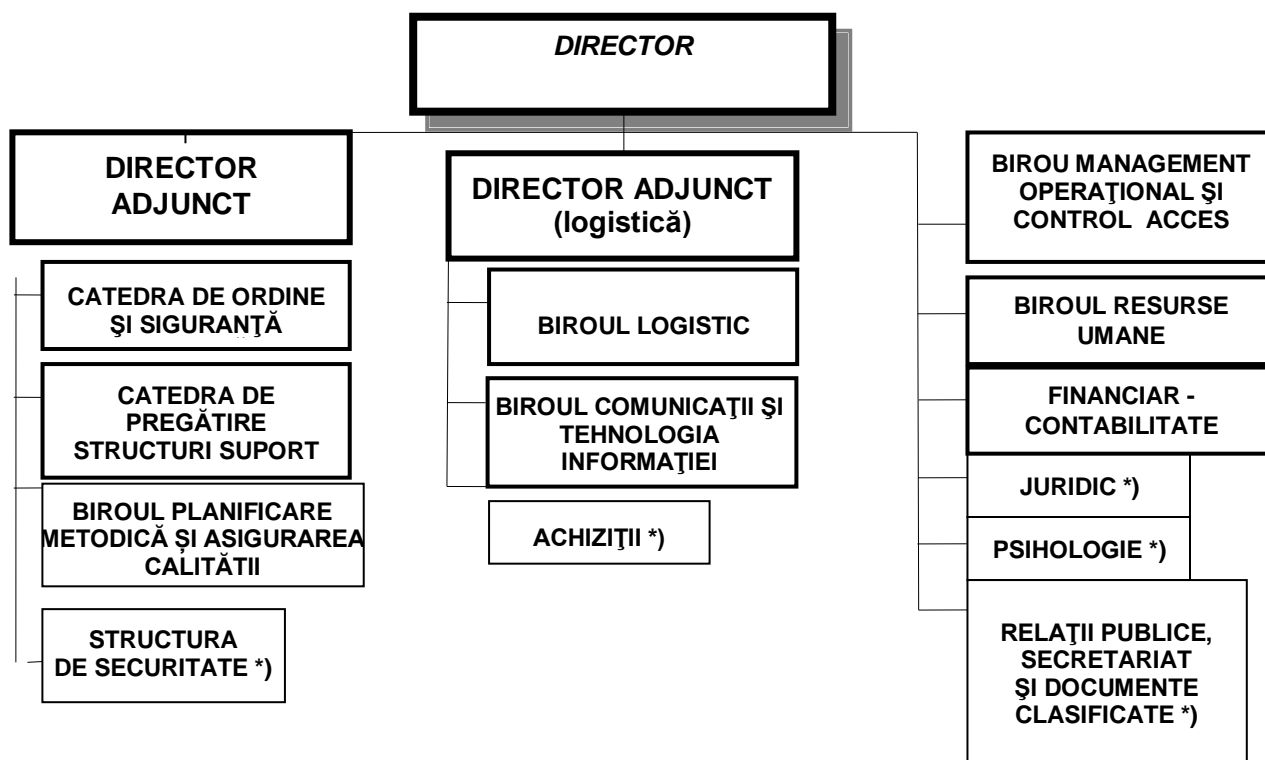 DIRECTOR
DIRECTOR
ADJUNCT
CATEDRA DE ORDINE
ŞI SIGURANŢĂ
CATEDRA DE
PREGĂTIRE
STRUCTURI SUPORT
BIROUL PLANIFICARE
METODICĂ ȘI ASIGURAREA
CALITĂTII
STRUCTURA
DE SECURITATE *)
DIRECTOR ADJUNCT
(logistică)
BIROUL LOGISTIC
BIROUL COMUNICAŢII ŞI
TEHNOLOGIA
INFORMAŢIEI
ACHIZIŢII *)
BIROU MANAGEMENT
OPERAŢIONAL ŞI
CONTROL ACCES
BIROUL RESURSE
UMANE
FINANCIAR -
CONTABILITATE
JURIDIC *)
PSIHOLOGIE *)
RELAŢII PUBLICE,
SECRETARIAT
ŞI DOCUMENTE
CLASIFICATE *)